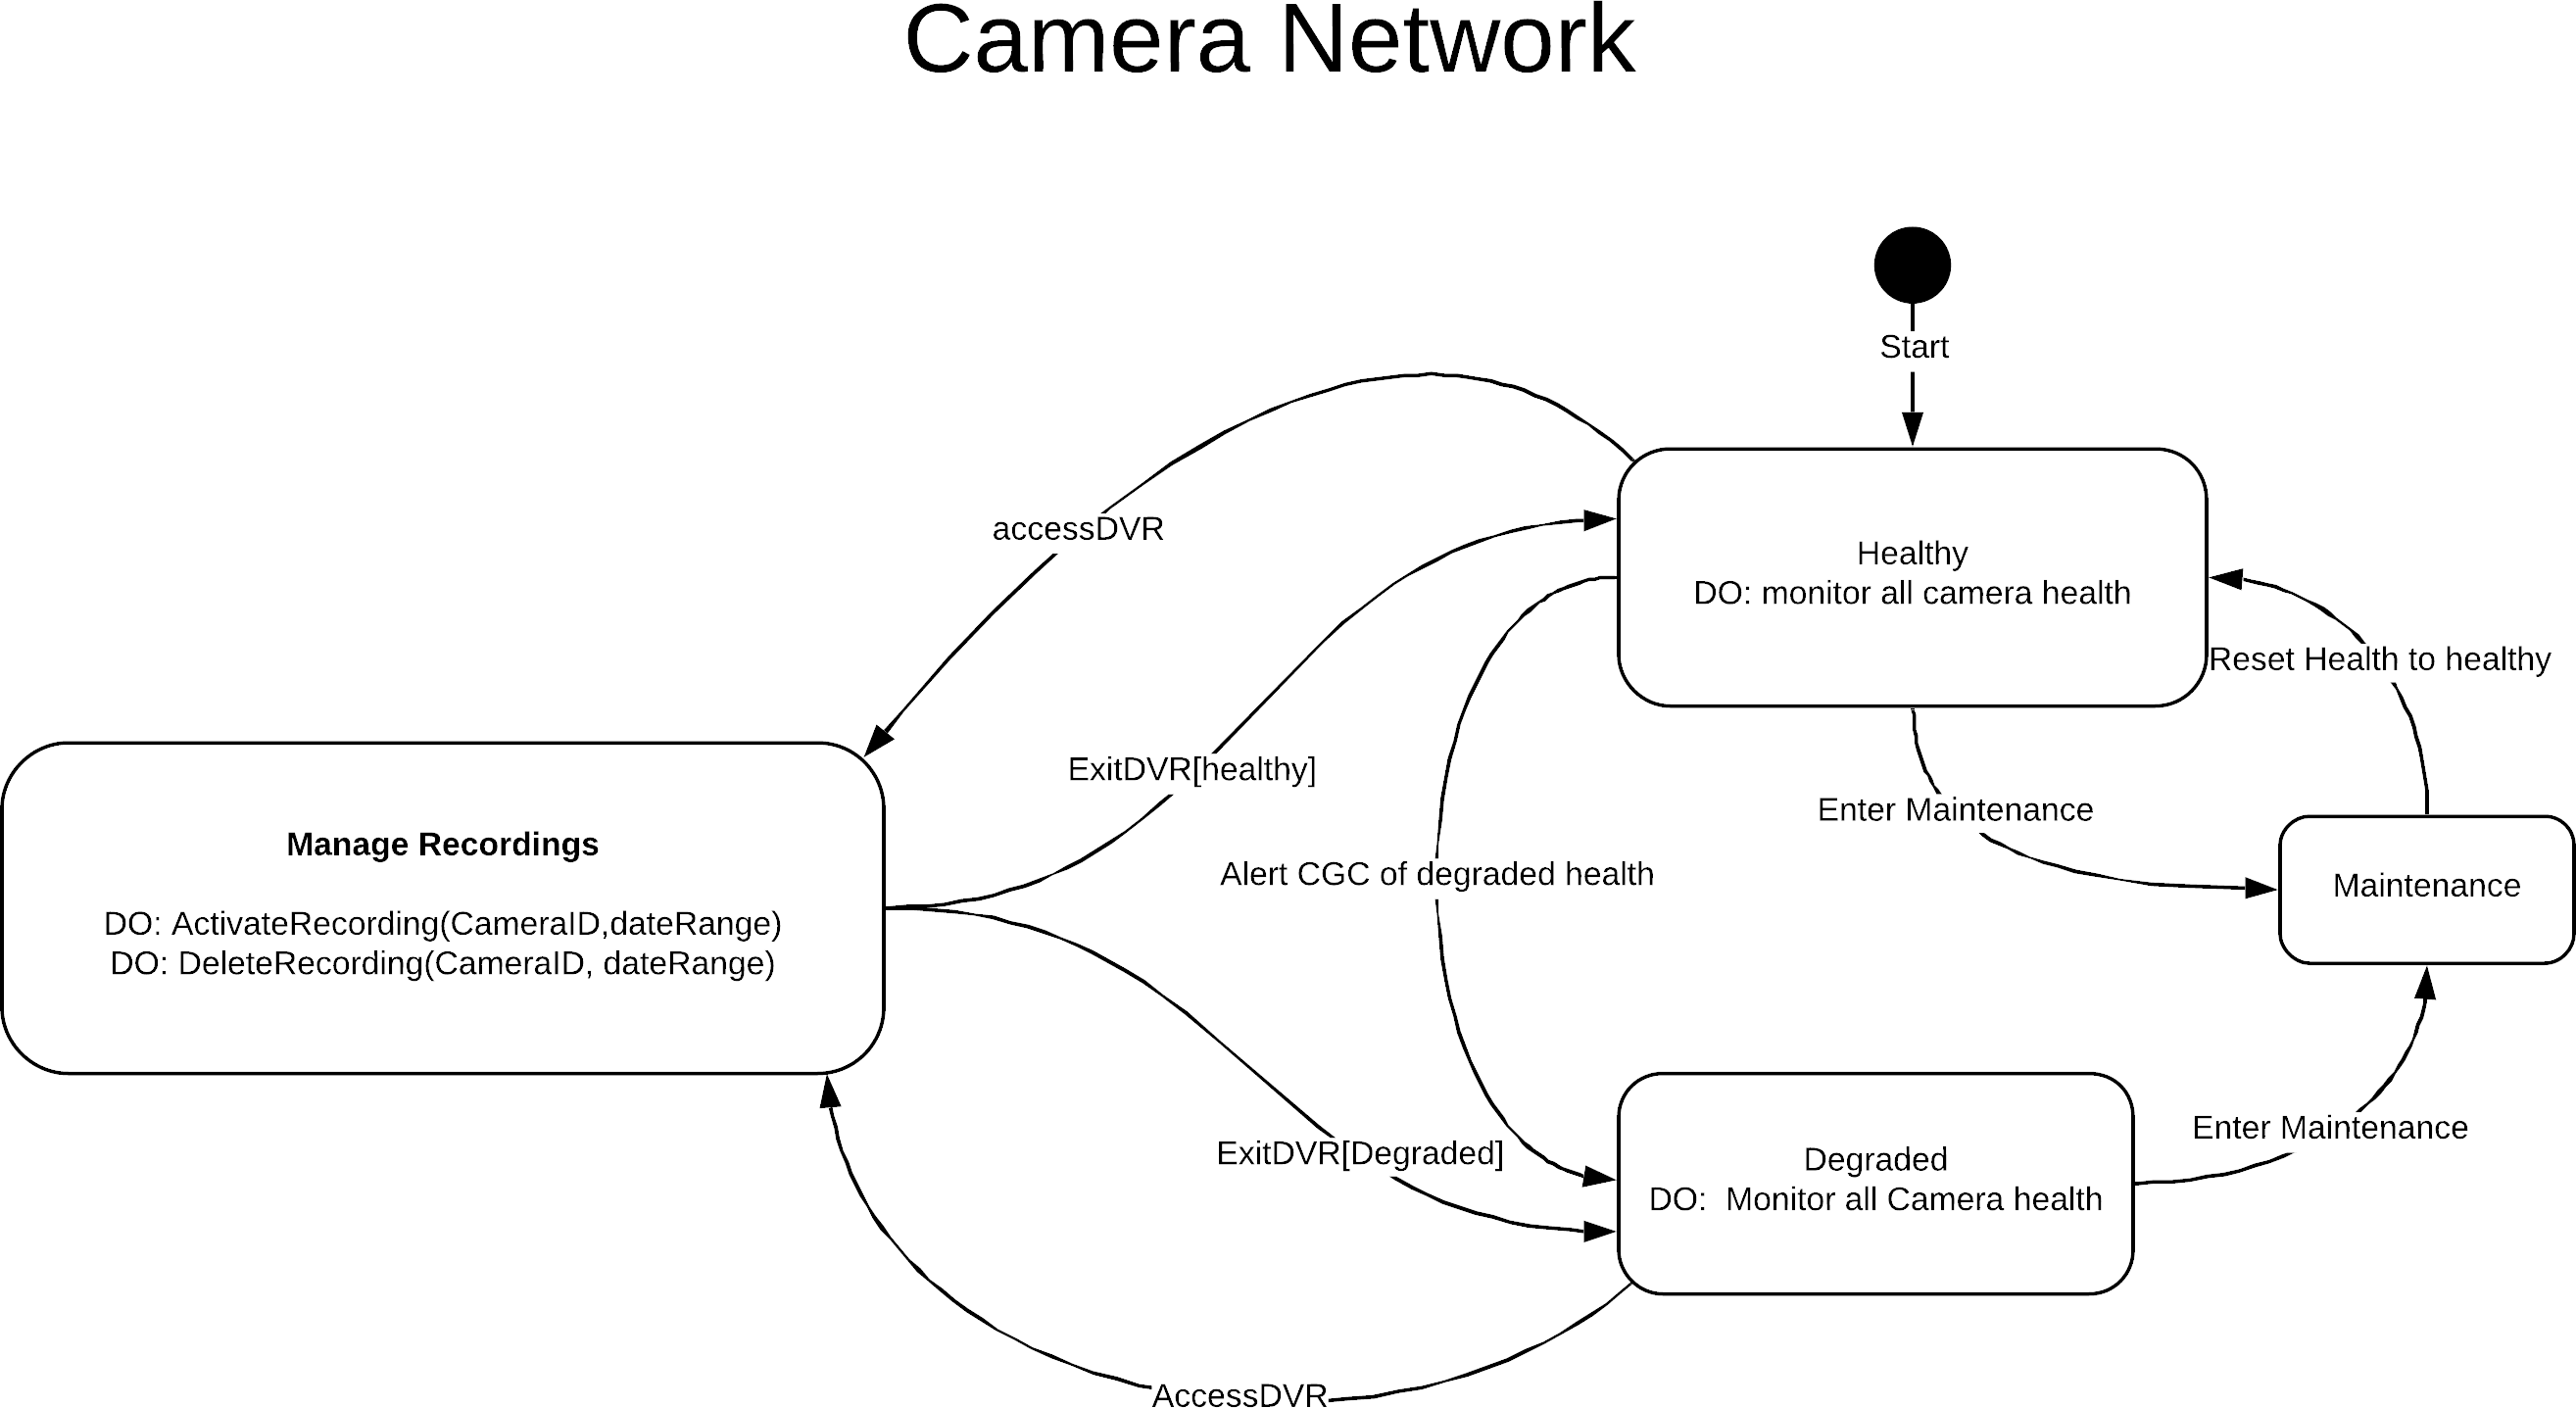 Camera Network
Start
accessDVR
Healthy
DO: monitor all camera health
Reset Health to healthy
ExitDVR[healthy]
Enter Maintenance
Manage Recordings
DO: ActivateRecording(CameraID,dateRange)
DO: DeleteRecording(CameraID, dateRange)
Alert CGC of degraded health
Maintenance
ExitDVR[Degraded]
Degraded
DO:  Monitor all Camera health
Enter Maintenance
AccessDVR